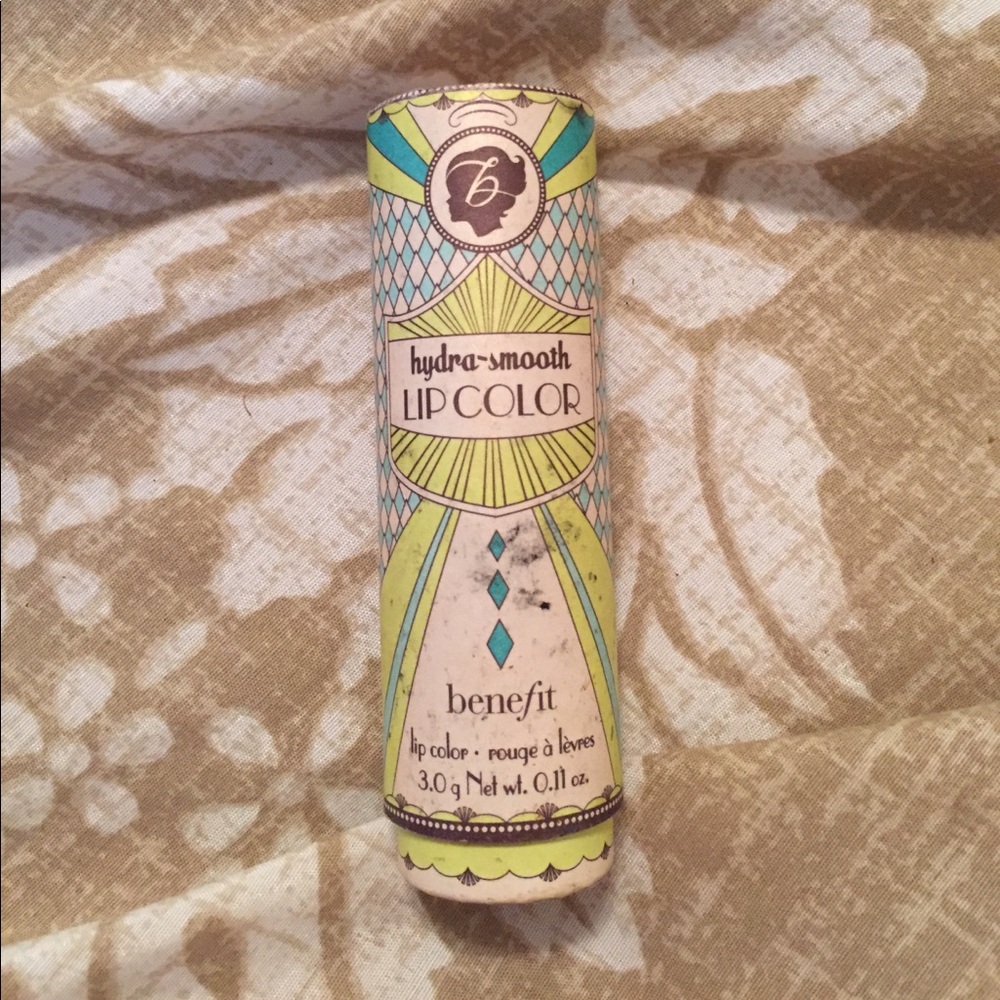 b
hydra-smooth
LIP COLOR
benefit
lip color · rouge à lèvres
3.0 g Net wt. 0.11 oz.